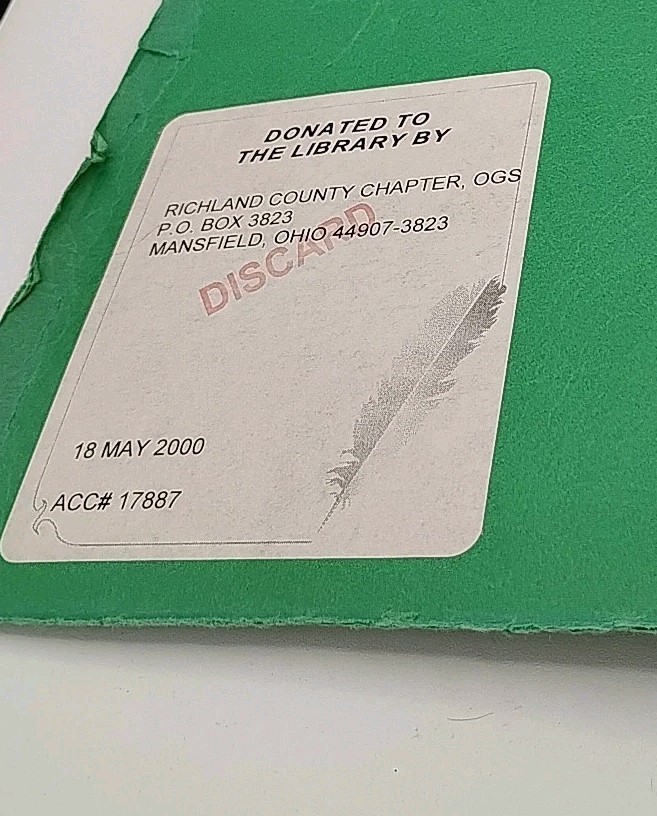 DONATED TO
THE LIBRARY BY
RICHLAND COUNTY CHAPTER, OGS
P.O. BOX 3823
MANSFIELD, OHIO 44907-3823
DISCARD
18 MAY 2000
ACC# 17887